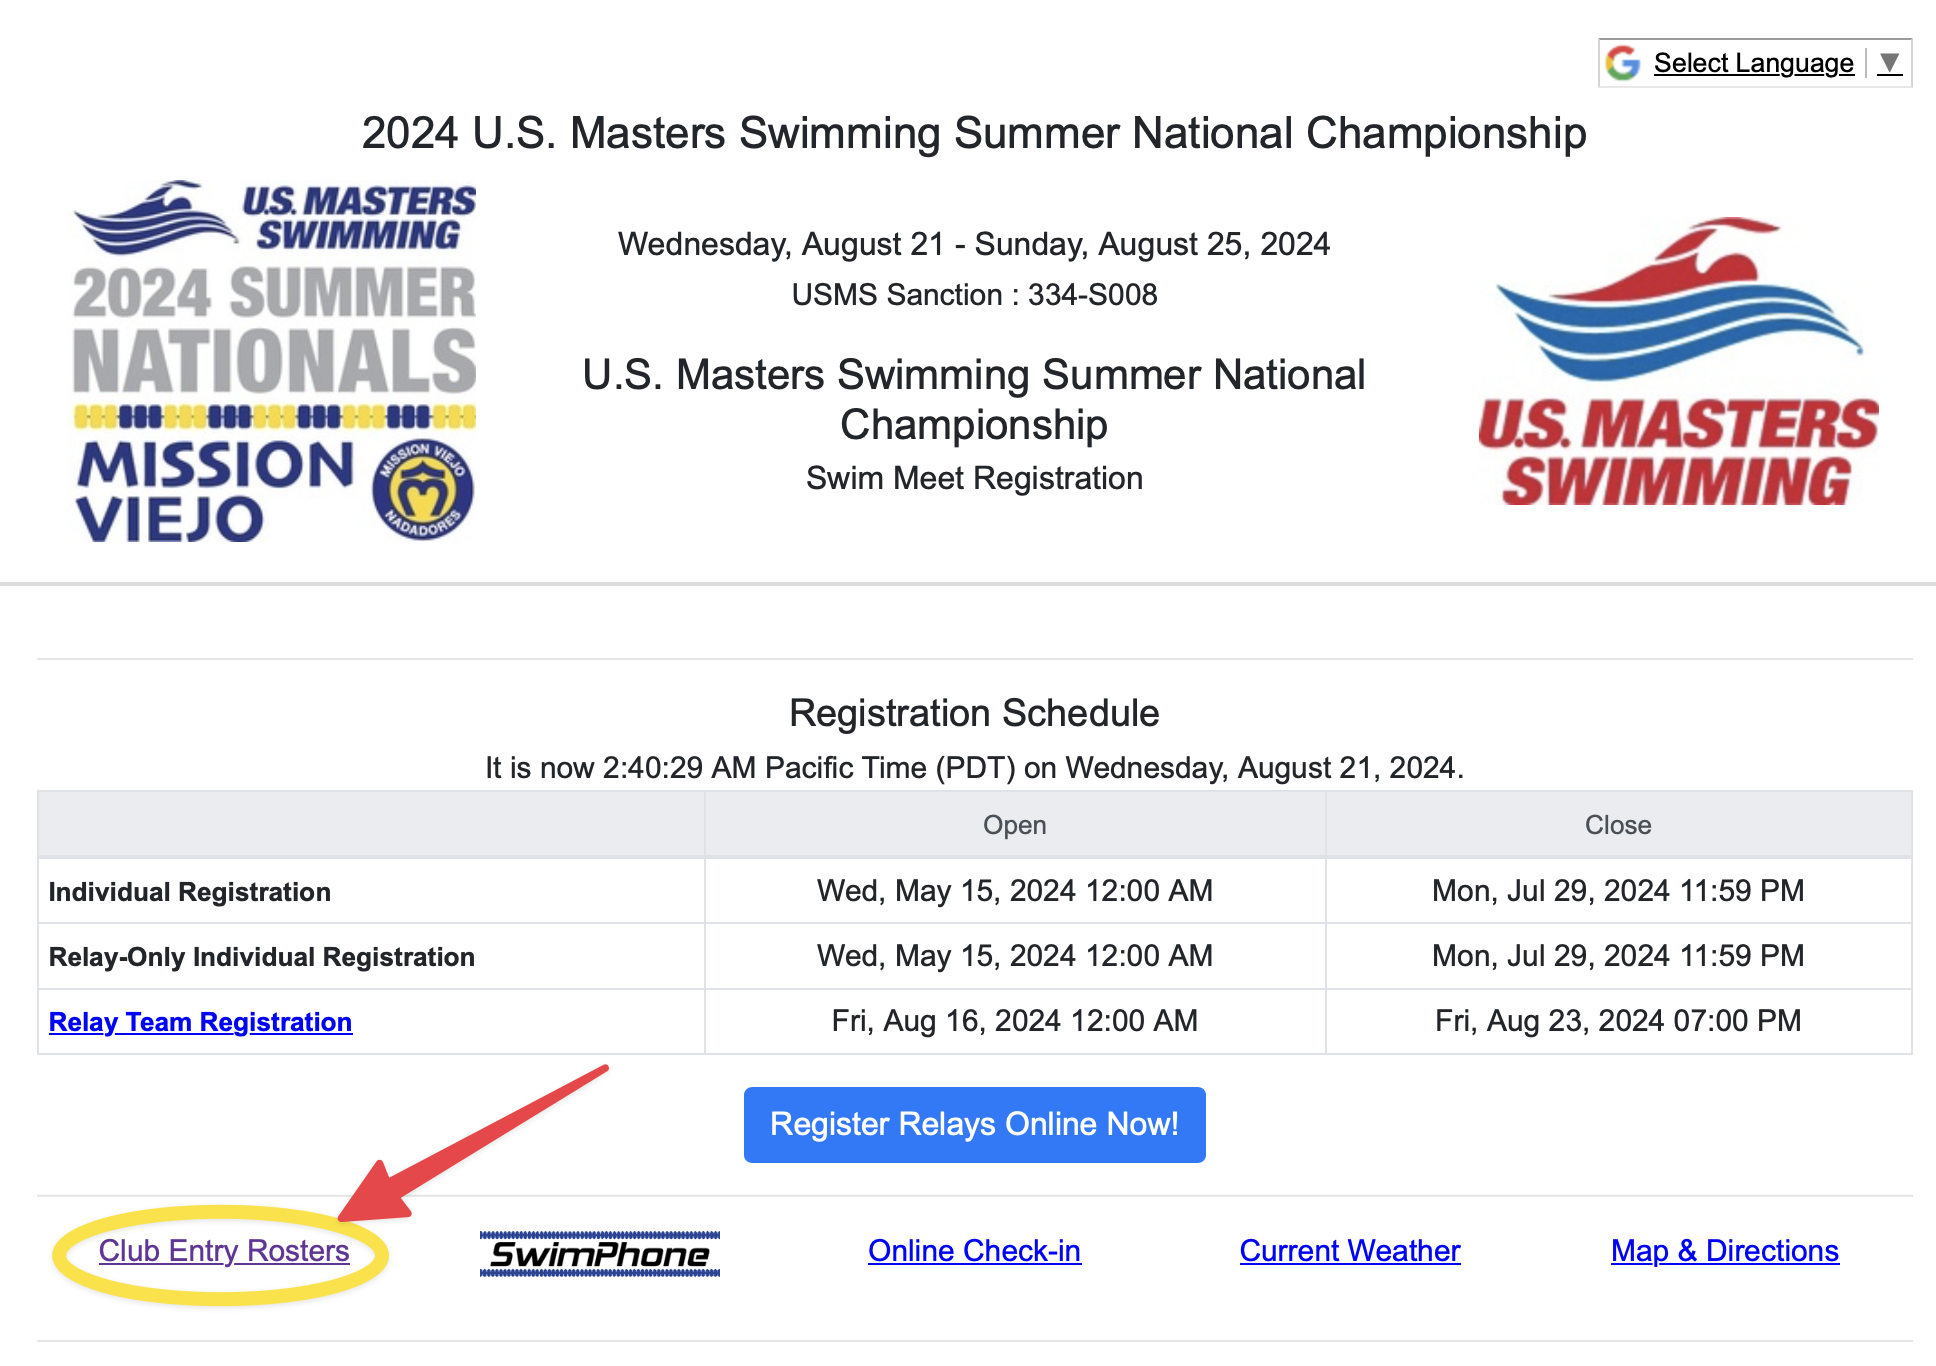 Select Language ▼
2024 U.S. Masters Swimming Summer National Championship
U.S. MASTERS
SWIMMING
2024 SUMMER
NATIONALS
MISSION
VIEJO
MISSION VIEJO
NADADORES
Wednesday, August 21 - Sunday, August 25, 2024
USMS Sanction : 334-S008
U.S. Masters Swimming Summer National
Championship
Swim Meet Registration
U.S. MASTERS
SWIMMING
Registration Schedule
It is now 2:40:29 AM Pacific Time (PDT) on Wednesday, August 21, 2024.
Open Close
Individual Registration Wed, May 15, 2024 12:00 AM Mon, Jul 29, 2024 11:59 PM
Relay-Only Individual Registration Wed, May 15, 2024 12:00 AM Mon, Jul 29, 2024 11:59 PM
Relay Team Registration Fri, Aug 16, 2024 12:00 AM Fri, Aug 23, 2024 07:00 PM
Register Relays Online Now!
Club Entry Rosters SwimPhone Online Check-in Current Weather Map & Directions